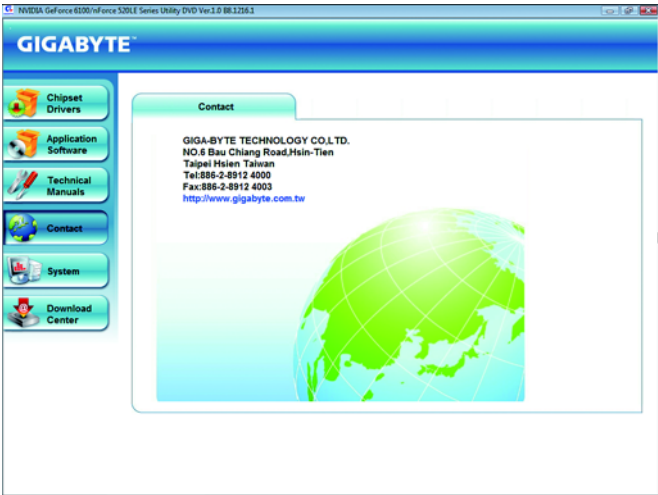 NVIDIA GeForce 6100/nForce 520LE Series Utility DVD Ver.1.0 B8.1216.1
GIGABYTE™
Chipset
Drivers
Application
Software
Technical
Manuals
Contact
System
Download
Center
Contact
GIGA-BYTE TECHNOLOGY CO,LTD.
NO.6 Bau Chiang Road,Hsin-Tien
Taipei Hsien Taiwan
Tel:886-2-8912 4000
Fax:886-2-8912 4003
http://www.gigabyte.com.tw